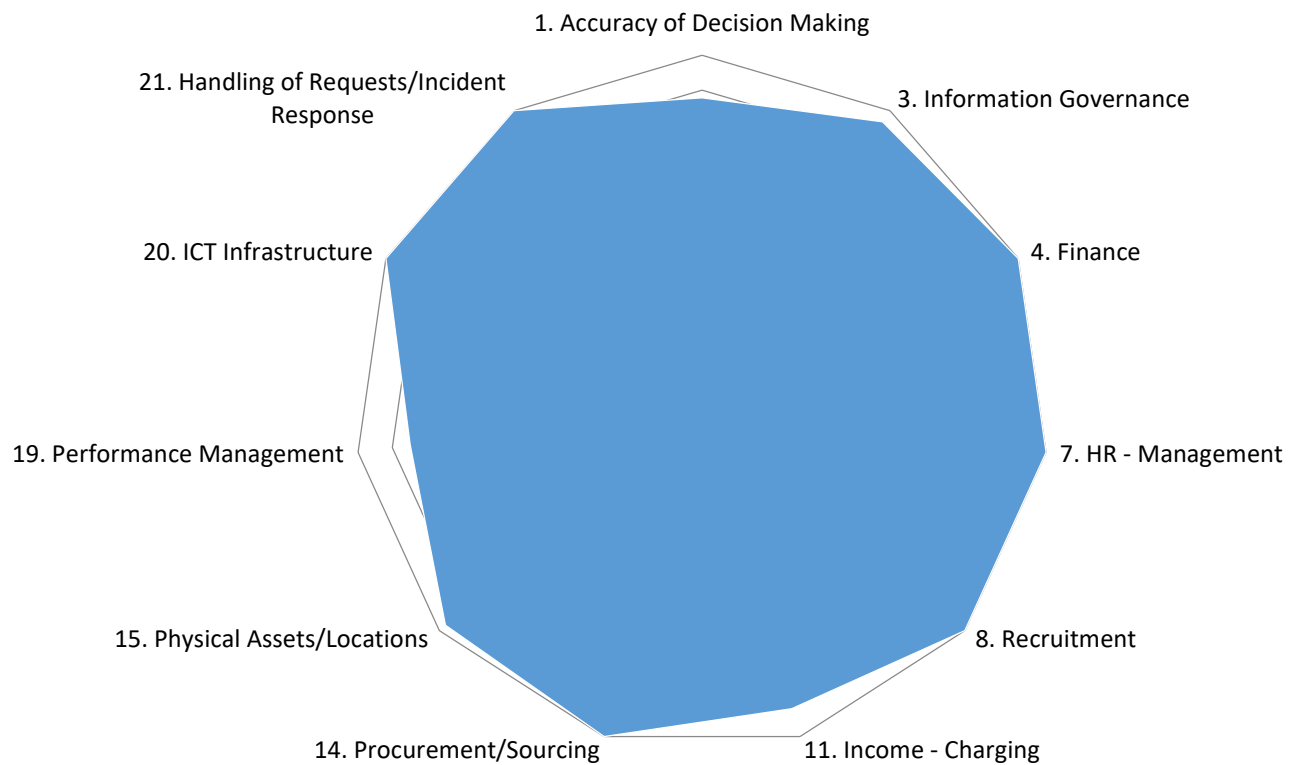 1. Accuracy of Decision Making
21. Handling of Requests/Incident
Response
3. Information Governance
20. ICT Infrastructure
4. Finance
19. Performance Management
7. HR - Management
15. Physical Assets/Locations
8. Recruitment
14. Procurement/Sourcing
11. Income - Charging